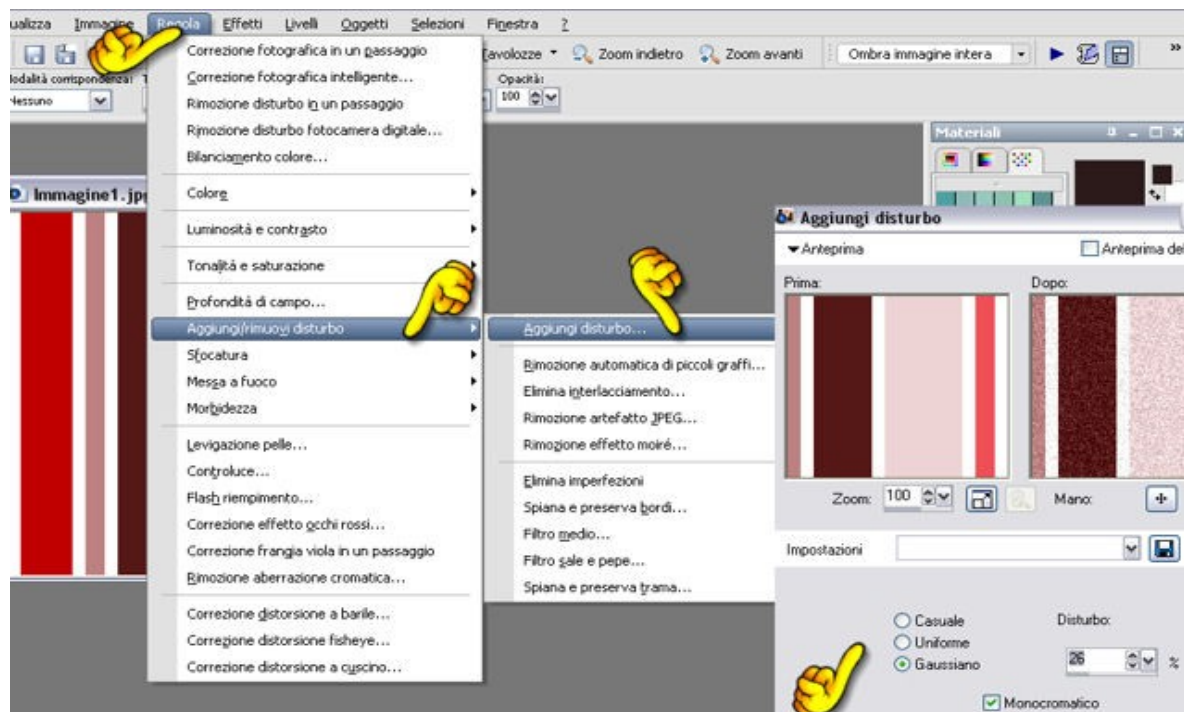 ualizza Immagine Regola Effetti Livelli Oggetti Selezioni Finestra ?
Tavolozze Zoom indietro Zoom avanti Ombra immagine intera »
Modalità corrispondenza: Opacità:
Nessuno 100
Correzione fotografica in un passaggio
Correzione fotografica intelligente...
Rimozione disturbo in un passaggio
Rimozione disturbo fotocamera digitale...
Bilanciamento colore...
Colore
Luminosità e contrasto
Tonalità e saturazione
Profondità di campo...
Aggiungi/rimuovi disturbo
Sfocatura
Messa a fuoco
Morbidezza
Levigazione pelle...
Controluce...
Flash riempimento...
Correzione effetto occhi rossi...
Correzione frangia viola in un passaggio
Rimozione aberrazione cromatica...
Correzione distorsione a barile...
Correzione distorsione fisheye...
Correzione distorsione a cuscino...
Immagine1.jp
Aggiungi disturbo...
Rimozione automatica di piccoli graffi...
Elimina interlacciamento...
Rimozione artefatto JPEG...
Rimozione effetto moiré...
Elimina imperfezioni
Spiana e preserva bordi...
Filtro medio...
Filtro sale e pepe...
Spiana e preserva trama...
Materiali
Aggiungi disturbo
Anteprima Anteprima del
Prima: Dopo:
Zoom: 100 Mano:
Impostazioni
Casuale Disturbo:
Uniforme
Gaussiano 26 %
Monocromatico